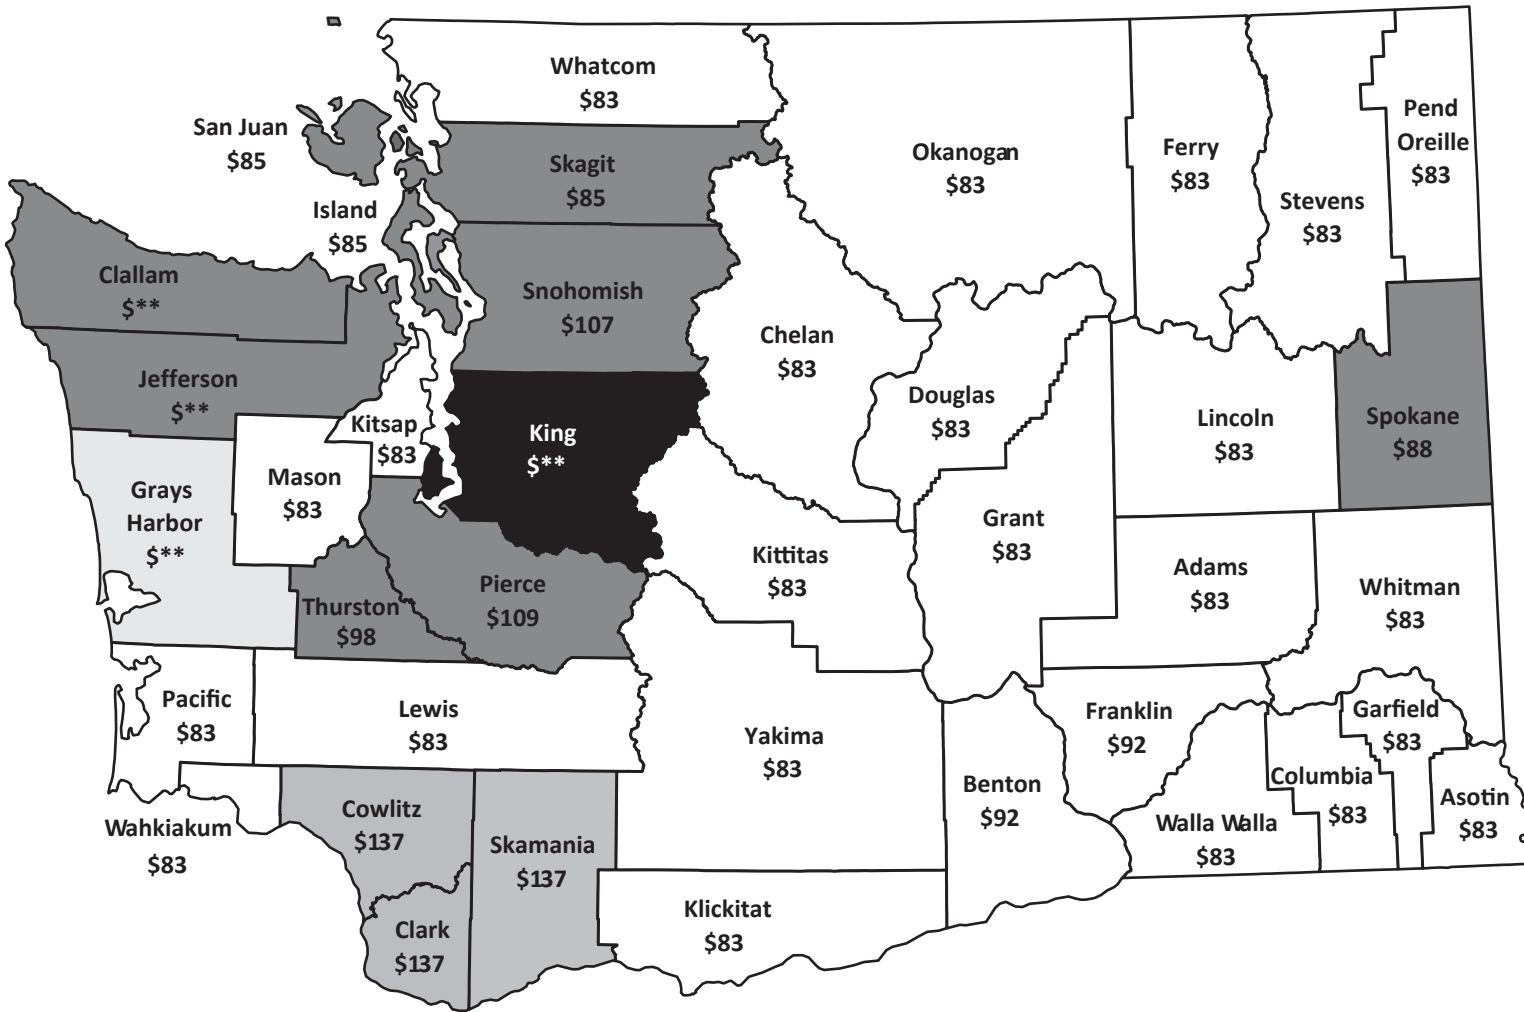 Whatcom
$83
San Juan
$85
Skagit
$85
Island
$85
Okanogan
$83
Ferry
$83
Stevens
$83
Pend
Oreille
$83
Clallam
$**
Snohomish
$107
Chelan
$83
Jefferson
$**
Kitsap
$83
King
$**
Douglas
$83
Lincoln
$83
Spokane
$88
Grays
Harbor
$**
Mason
$83
Grant
$83
Kittitas
$83
Adams
$83
Whitman
$83
Thurston
$98
Pierce
$109
Pacific
$83
Lewis
$83
Yakima
$83
Franklin
$92
Garfield
$83
Benton
$92
Columbia
$83
Asotin
$83
Walla Walla
$83
Wahkiakum
$83
Cowlitz
$137
Skamania
$137
Clark
$137
Klickitat
$83